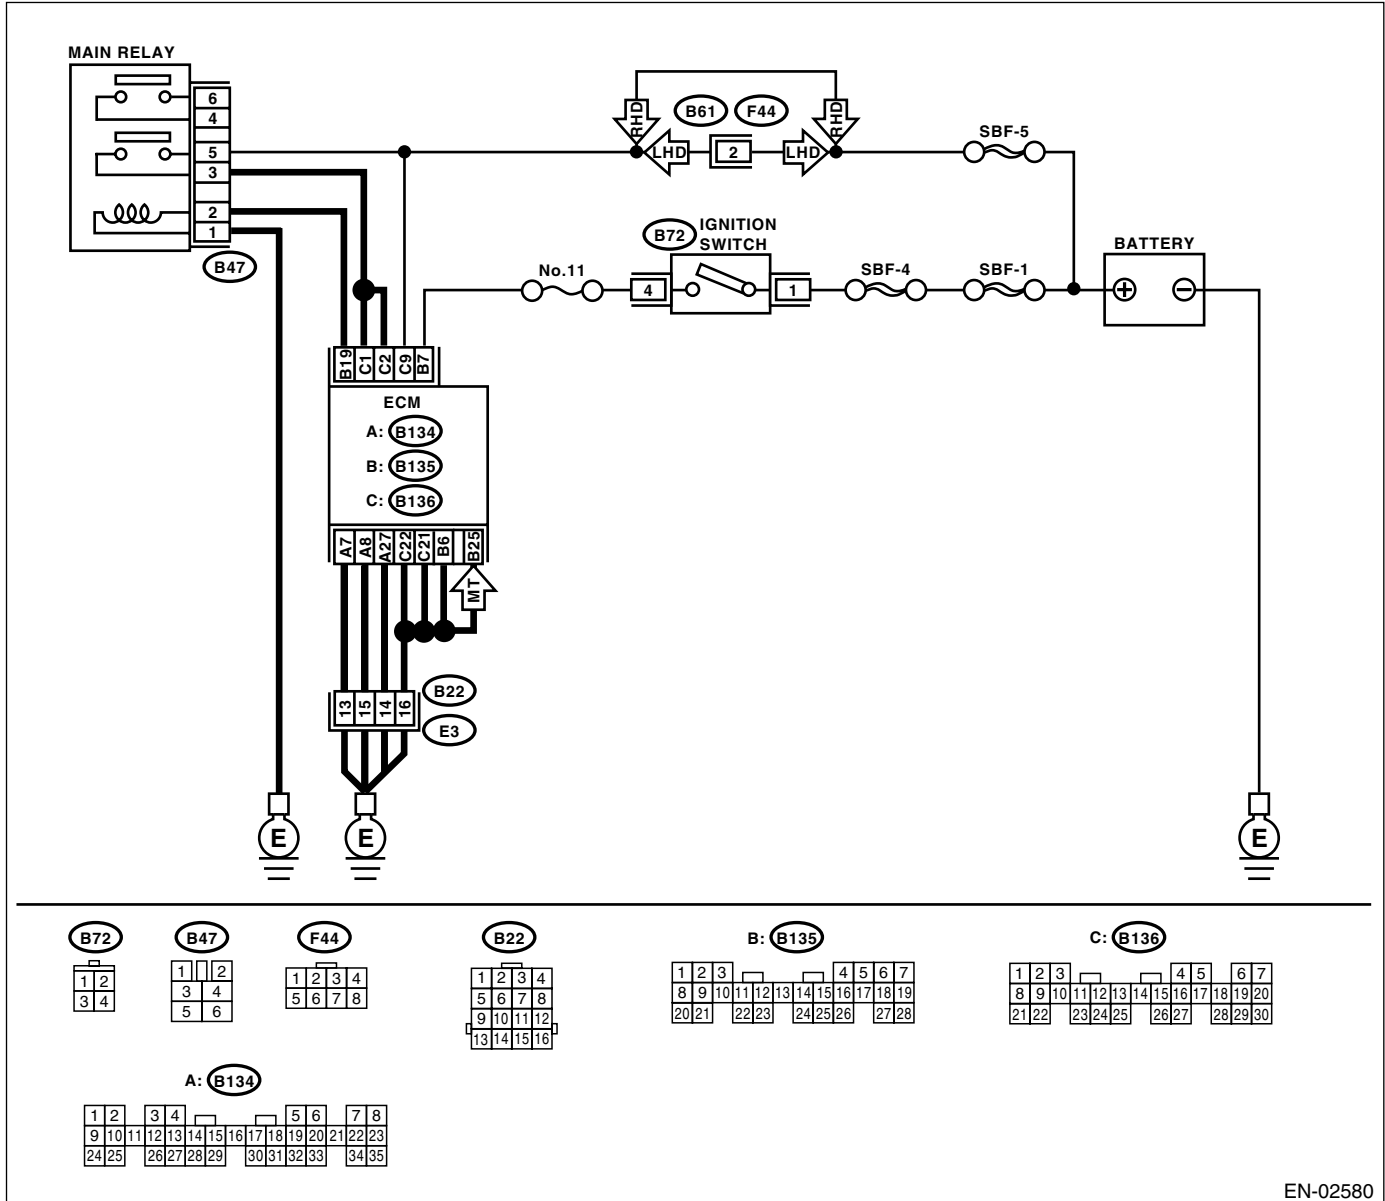 MAIN RELAY
6
4
5
3
2
1
B47
RHD
B61
F44
RHD
LHD
2
LHD
SBF-5
B72
IGNITION
SWITCH
No.11
4
1
SBF-4
SBF-1
BATTERY
B19 C1 C2 C9 B7
ECM
A: B134
B: B135
C: B136
A7 A8 A27 C22 C21 B6 B25
MT
13 15 14 16
B22
E3
E
E
E
B72
1 2
3 4
B47
1 2
3 4
5 6
F44
1 2 3 4
5 6 7 8
B22
1 2 3 4
5 6 7 8
9 10 11 12
13 14 15 16
B: B135
1 2 3 4 5 6 7
8 9 10 11 12 13 14 15 16 17 18 19
20 21 22 23 24 25 26 27 28
C: B136
1 2 3 4 5 6 7
8 9 10 11 12 13 14 15 16 17 18 19 20
21 22 23 24 25 26 27 28 29 30
A: B134
1 2 3 4 5 6 7 8
9 10 11 12 13 14 15 16 17 18 19 20 21 22 23
24 25 26 27 28 29 30 31 32 33 34 35
EN-02580